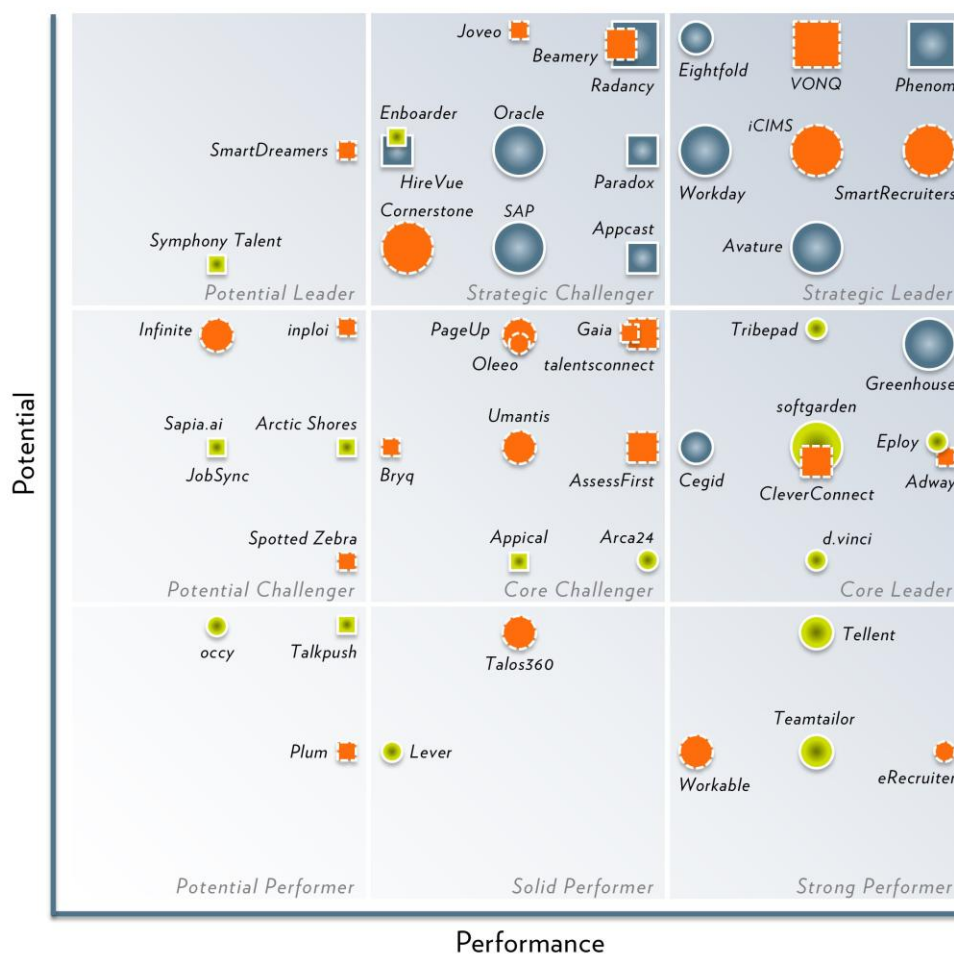 Joveo
Beamery
Radancy
Eightfold
VONQ
Phenom
Enboarder
Oracle
iCIMS
SmartDreamers
HireVue
Paradox
Workday
SmartRecruiters
Cornerstone
SAP
Appcast
Symphony Talent
Avature
Potential Leader
Strategic Challenger
Strategic Leader
Infinite
inploi
PageUp
Gaia
Tribepad
Oleeo
talentsconnect
Greenhouse
Sapia.ai
Arctic Shores
Umantis
softgarden
Eploy
JobSync
Bryq
AssessFirst
Cegid
CleverConnect
Adway
Spotted Zebra
Appical
Arca24
d.vinci
Potential Challenger
Core Challenger
Core Leader
occy
Talkpush
Talos360
Tellent
Plum
Lever
Teamtailor
Workable
eRecruiter
Potential Performer
Solid Performer
Strong Performer
Potential
Performance